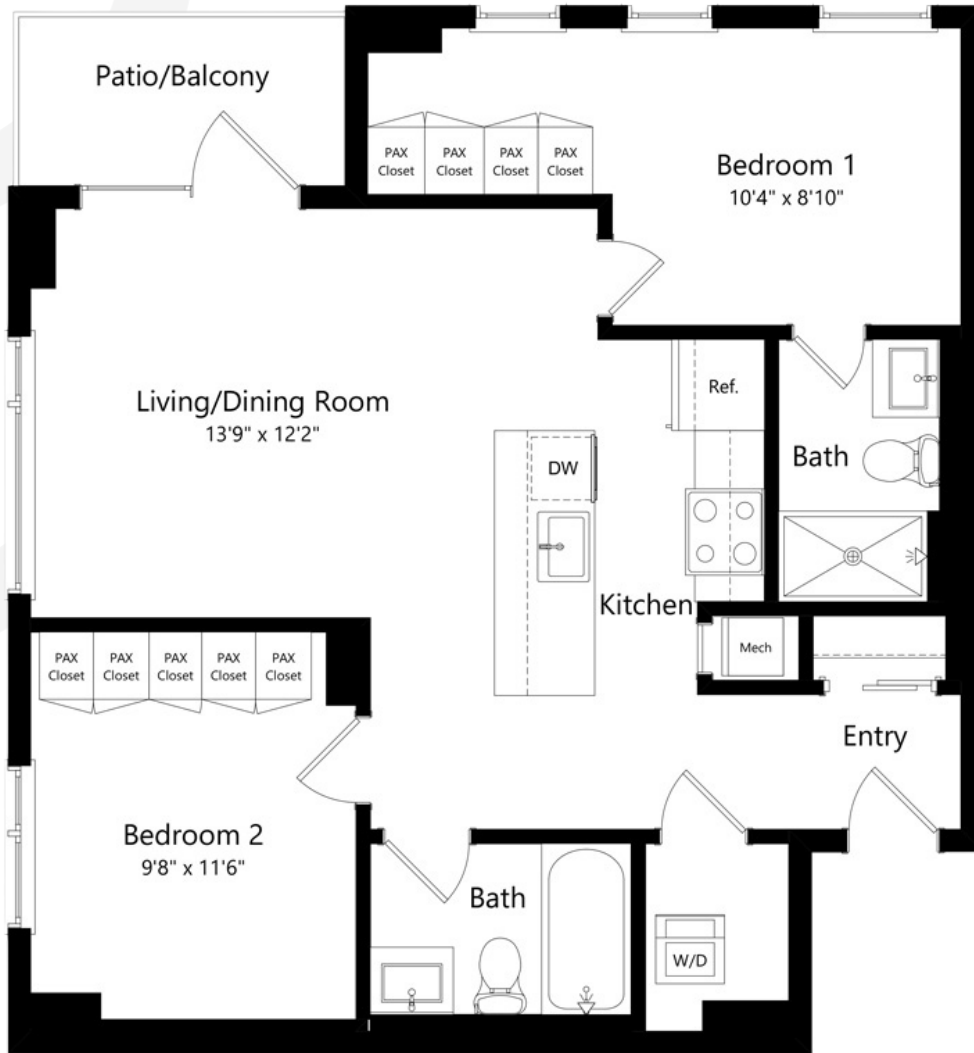 Patio/Balcony
PAX Closet
PAX Closet
PAX Closet
PAX Closet
Bedroom 1
10'4" x 8'10"
Living/Dining Room
13'9" x 12'2"
Ref.
DW
Bath
Kitchen
Mech
PAX Closet
PAX Closet
PAX Closet
PAX Closet
PAX Closet
Entry
Bedroom 2
9'8" x 11'6"
Bath
W/D